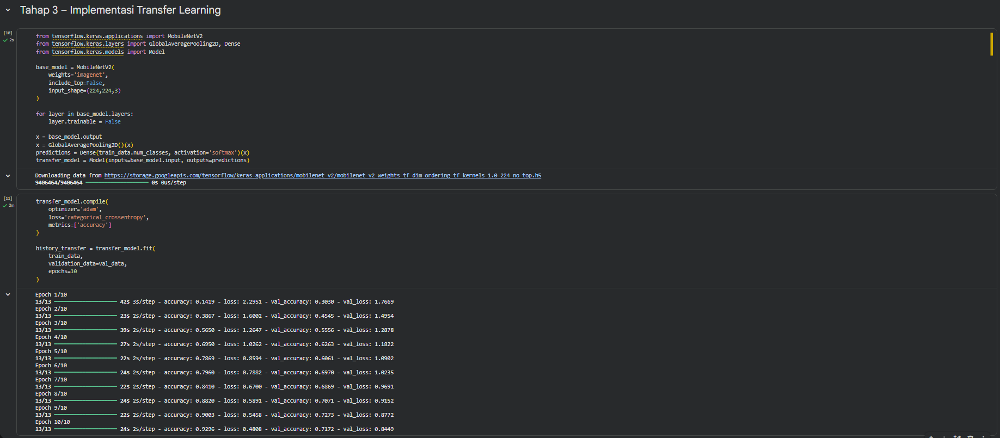 Tahap 3 – Implementasi Transfer Learning
[10]
2s
from tensorflow.keras.applications import MobileNetV2
from tensorflow.keras.layers import GlobalAveragePooling2D, Dense
from tensorflow.keras.models import Model
base_model = MobileNetV2(
    weights='imagenet',
    include_top=False,
    input_shape=(224,224,3)
)
for layer in base_model.layers:
    layer.trainable = False
x = base_model.output
x = GlobalAveragePooling2D()(x)
predictions = Dense(train_data.num_classes, activation='softmax')(x)
transfer_model = Model(inputs=base_model.input, outputs=predictions)
Downloading data from https://storage.googleapis.com/tensorflow/keras-applications/mobilenet_v2/mobilenet_v2_weights_tf_dim_ordering_tf_kernels_1.0_224_no_top.h5
9406464/9406464 0s 0us/step
[11]
2m
transfer_model.compile(
    optimizer='adam',
    loss='categorical_crossentropy',
    metrics=['accuracy']
)
history_transfer = transfer_model.fit(
    train_data,
    validation_data=val_data,
    epochs=10
)
Epoch 1/10
13/13 42s 3s/step - accuracy: 0.1419 - loss: 2.2951 - val_accuracy: 0.3030 - val_loss: 1.7669
Epoch 2/10
13/13 23s 2s/step - accuracy: 0.3867 - loss: 1.6002 - val_accuracy: 0.4545 - val_loss: 1.4954
Epoch 3/10
13/13 39s 2s/step - accuracy: 0.5650 - loss: 1.2647 - val_accuracy: 0.5556 - val_loss: 1.2878
Epoch 4/10
13/13 27s 2s/step - accuracy: 0.6950 - loss: 1.0262 - val_accuracy: 0.6263 - val_loss: 1.1822
Epoch 5/10
13/13 22s 2s/step - accuracy: 0.7869 - loss: 0.8594 - val_accuracy: 0.6061 - val_loss: 1.0902
Epoch 6/10
13/13 24s 2s/step - accuracy: 0.7960 - loss: 0.7882 - val_accuracy: 0.6970 - val_loss: 1.0235
Epoch 7/10
13/13 22s 2s/step - accuracy: 0.8410 - loss: 0.6700 - val_accuracy: 0.6869 - val_loss: 0.9691
Epoch 8/10
13/13 24s 2s/step - accuracy: 0.8820 - loss: 0.5891 - val_accuracy: 0.7071 - val_loss: 0.9152
Epoch 9/10
13/13 22s 2s/step - accuracy: 0.9003 - loss: 0.5458 - val_accuracy: 0.7273 - val_loss: 0.8772
Epoch 10/10
13/13 24s 2s/step - accuracy: 0.9296 - loss: 0.4808 - val_accuracy: 0.7172 - val_loss: 0.8449